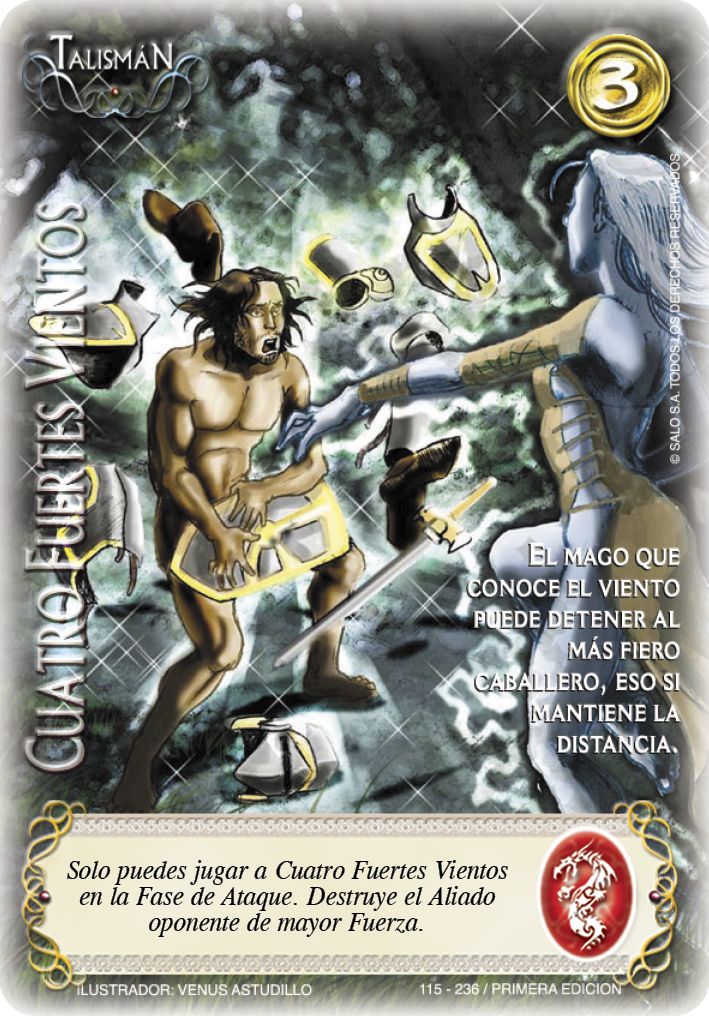 TALISMÁN
3
CUATRO FUERTES VIENTOS
© SALO S.A. TODOS LOS DERECHOS RESERVADOS
EL MAGO QUE
CONOCE EL VIENTO
PUEDE DETENER AL
MÁS FIERO
CABALLERO, ESO SI
MANTIENE LA
DISTANCIA.
Solo puedes jugar a Cuatro Fuertes Vientos
en la Fase de Ataque. Destruye el Aliado
oponente de mayor Fuerza.
ILUSTRADOR: VENUS ASTUDILLO
115 - 236 / PRIMERA EDICION